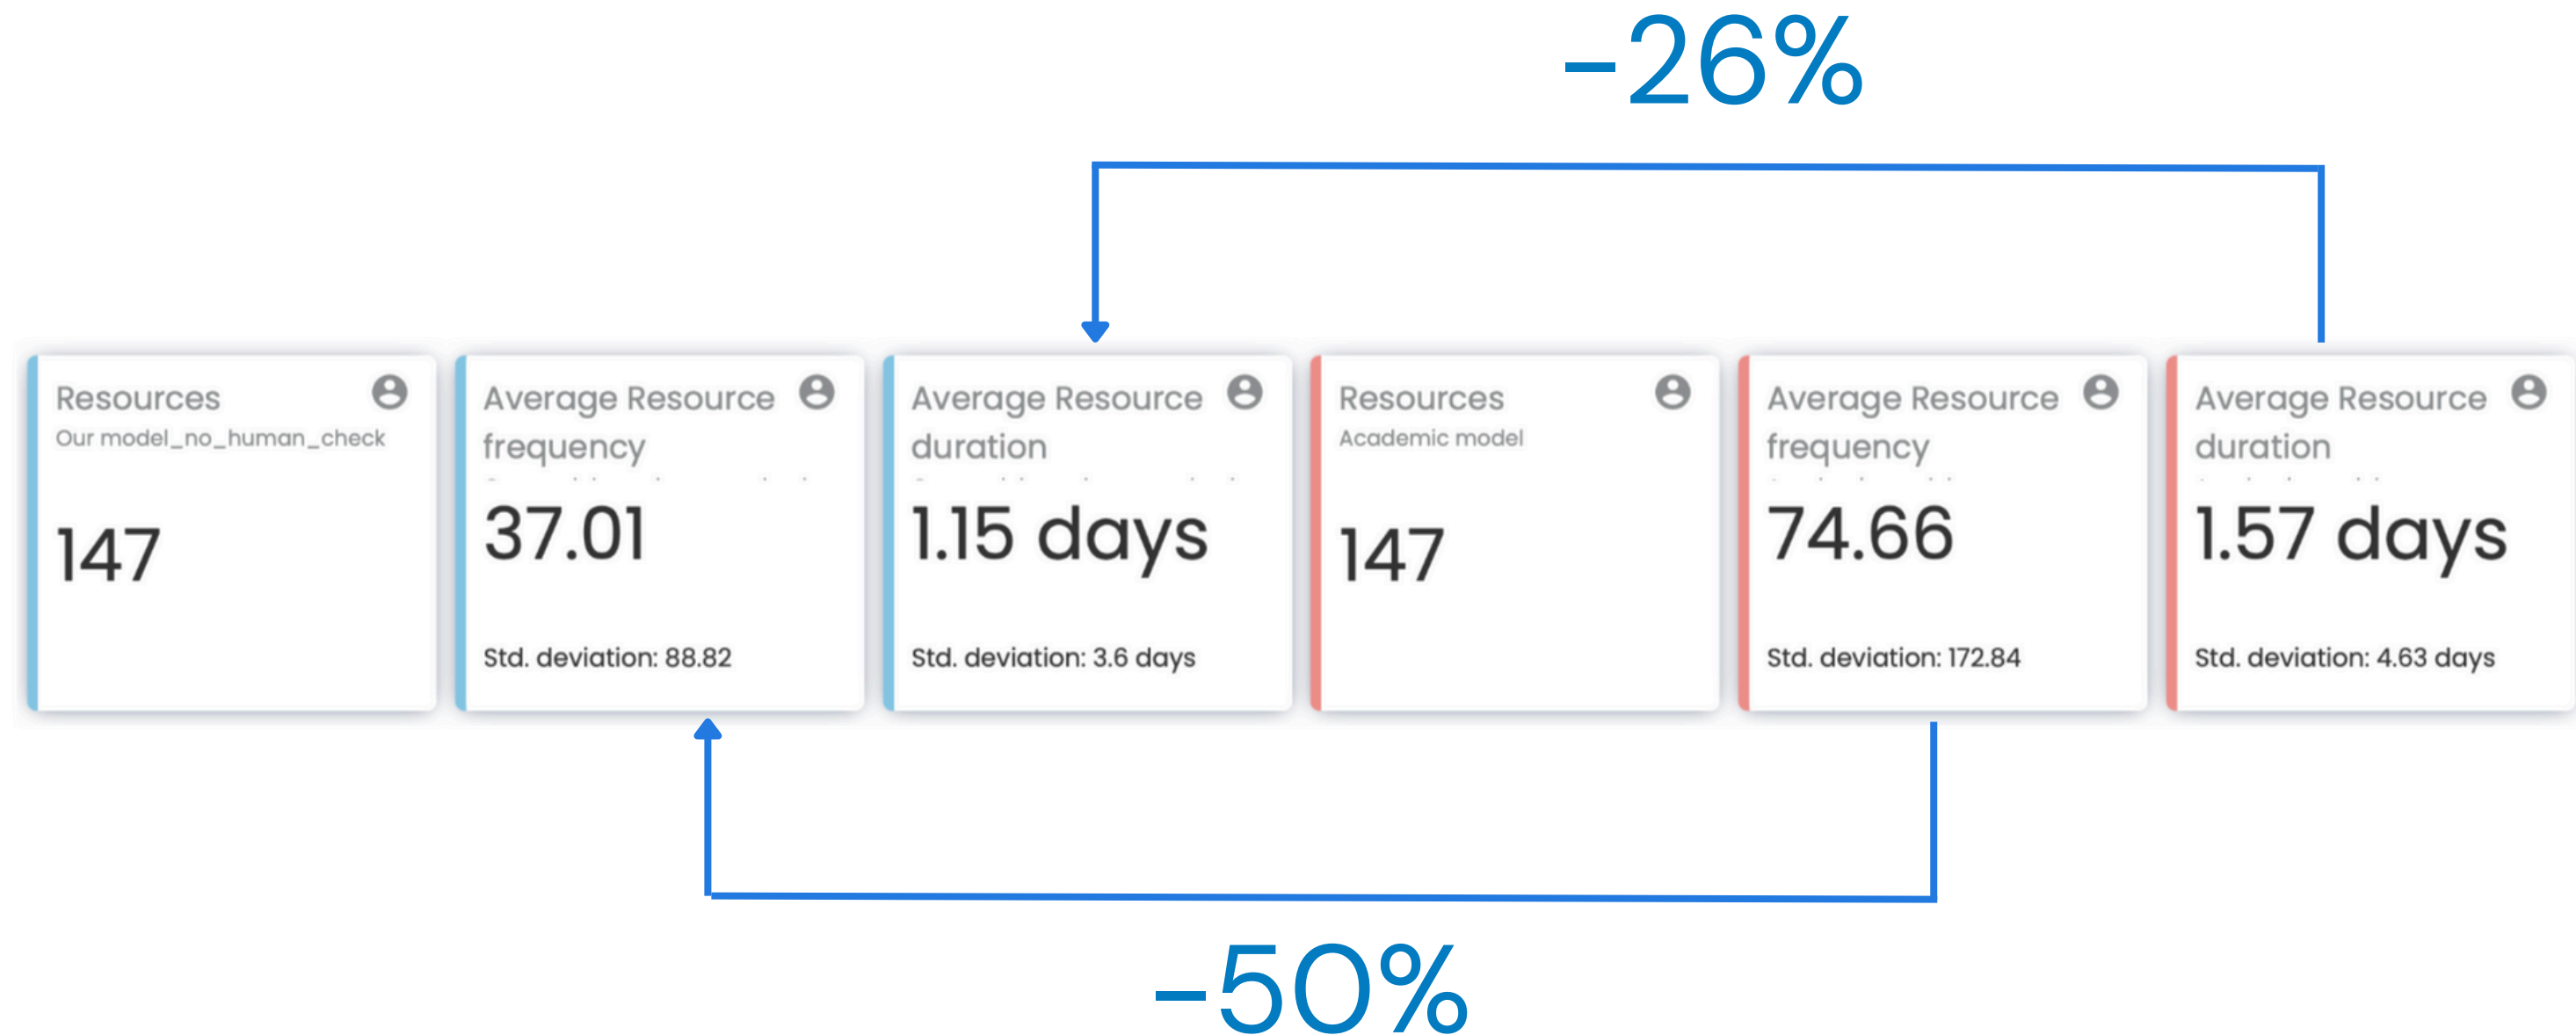 -26%
Resources
Our model_no_human_check
147
Average Resource
frequency
37.01
Std. deviation: 88.82
Average Resource
duration
1.15 days
Std. deviation: 3.6 days
Resources
Academic model
147
Average Resource
frequency
74.66
Std. deviation: 172.84
Average Resource
duration
1.57 days
Std. deviation: 4.63 days
-50%